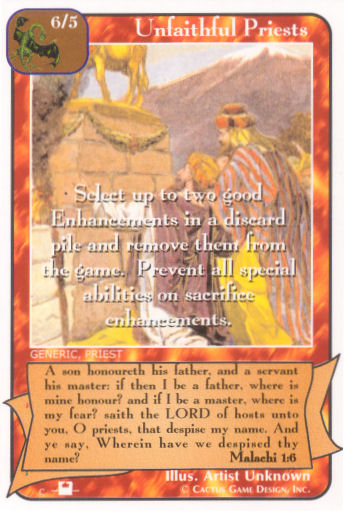 6/5
Unfaithful Priests
Select up to two good
Enhancements in a discard
pile and remove them from
the game. Prevent all special
abilities on sacrifice
enhancements.
GENERIC, PRIEST
A son honoureth his father, and a servant
his master: if then I be a father, where is
mine honour? and if I be a master, where is
my fear? saith the LORD of hosts unto
you, O priests, that despise my name. And
ye say, Wherein have we despised thy
name? Malachi 1:6
Illus. Artist Unknown
C © CACTUS GAME DESIGN, INC.